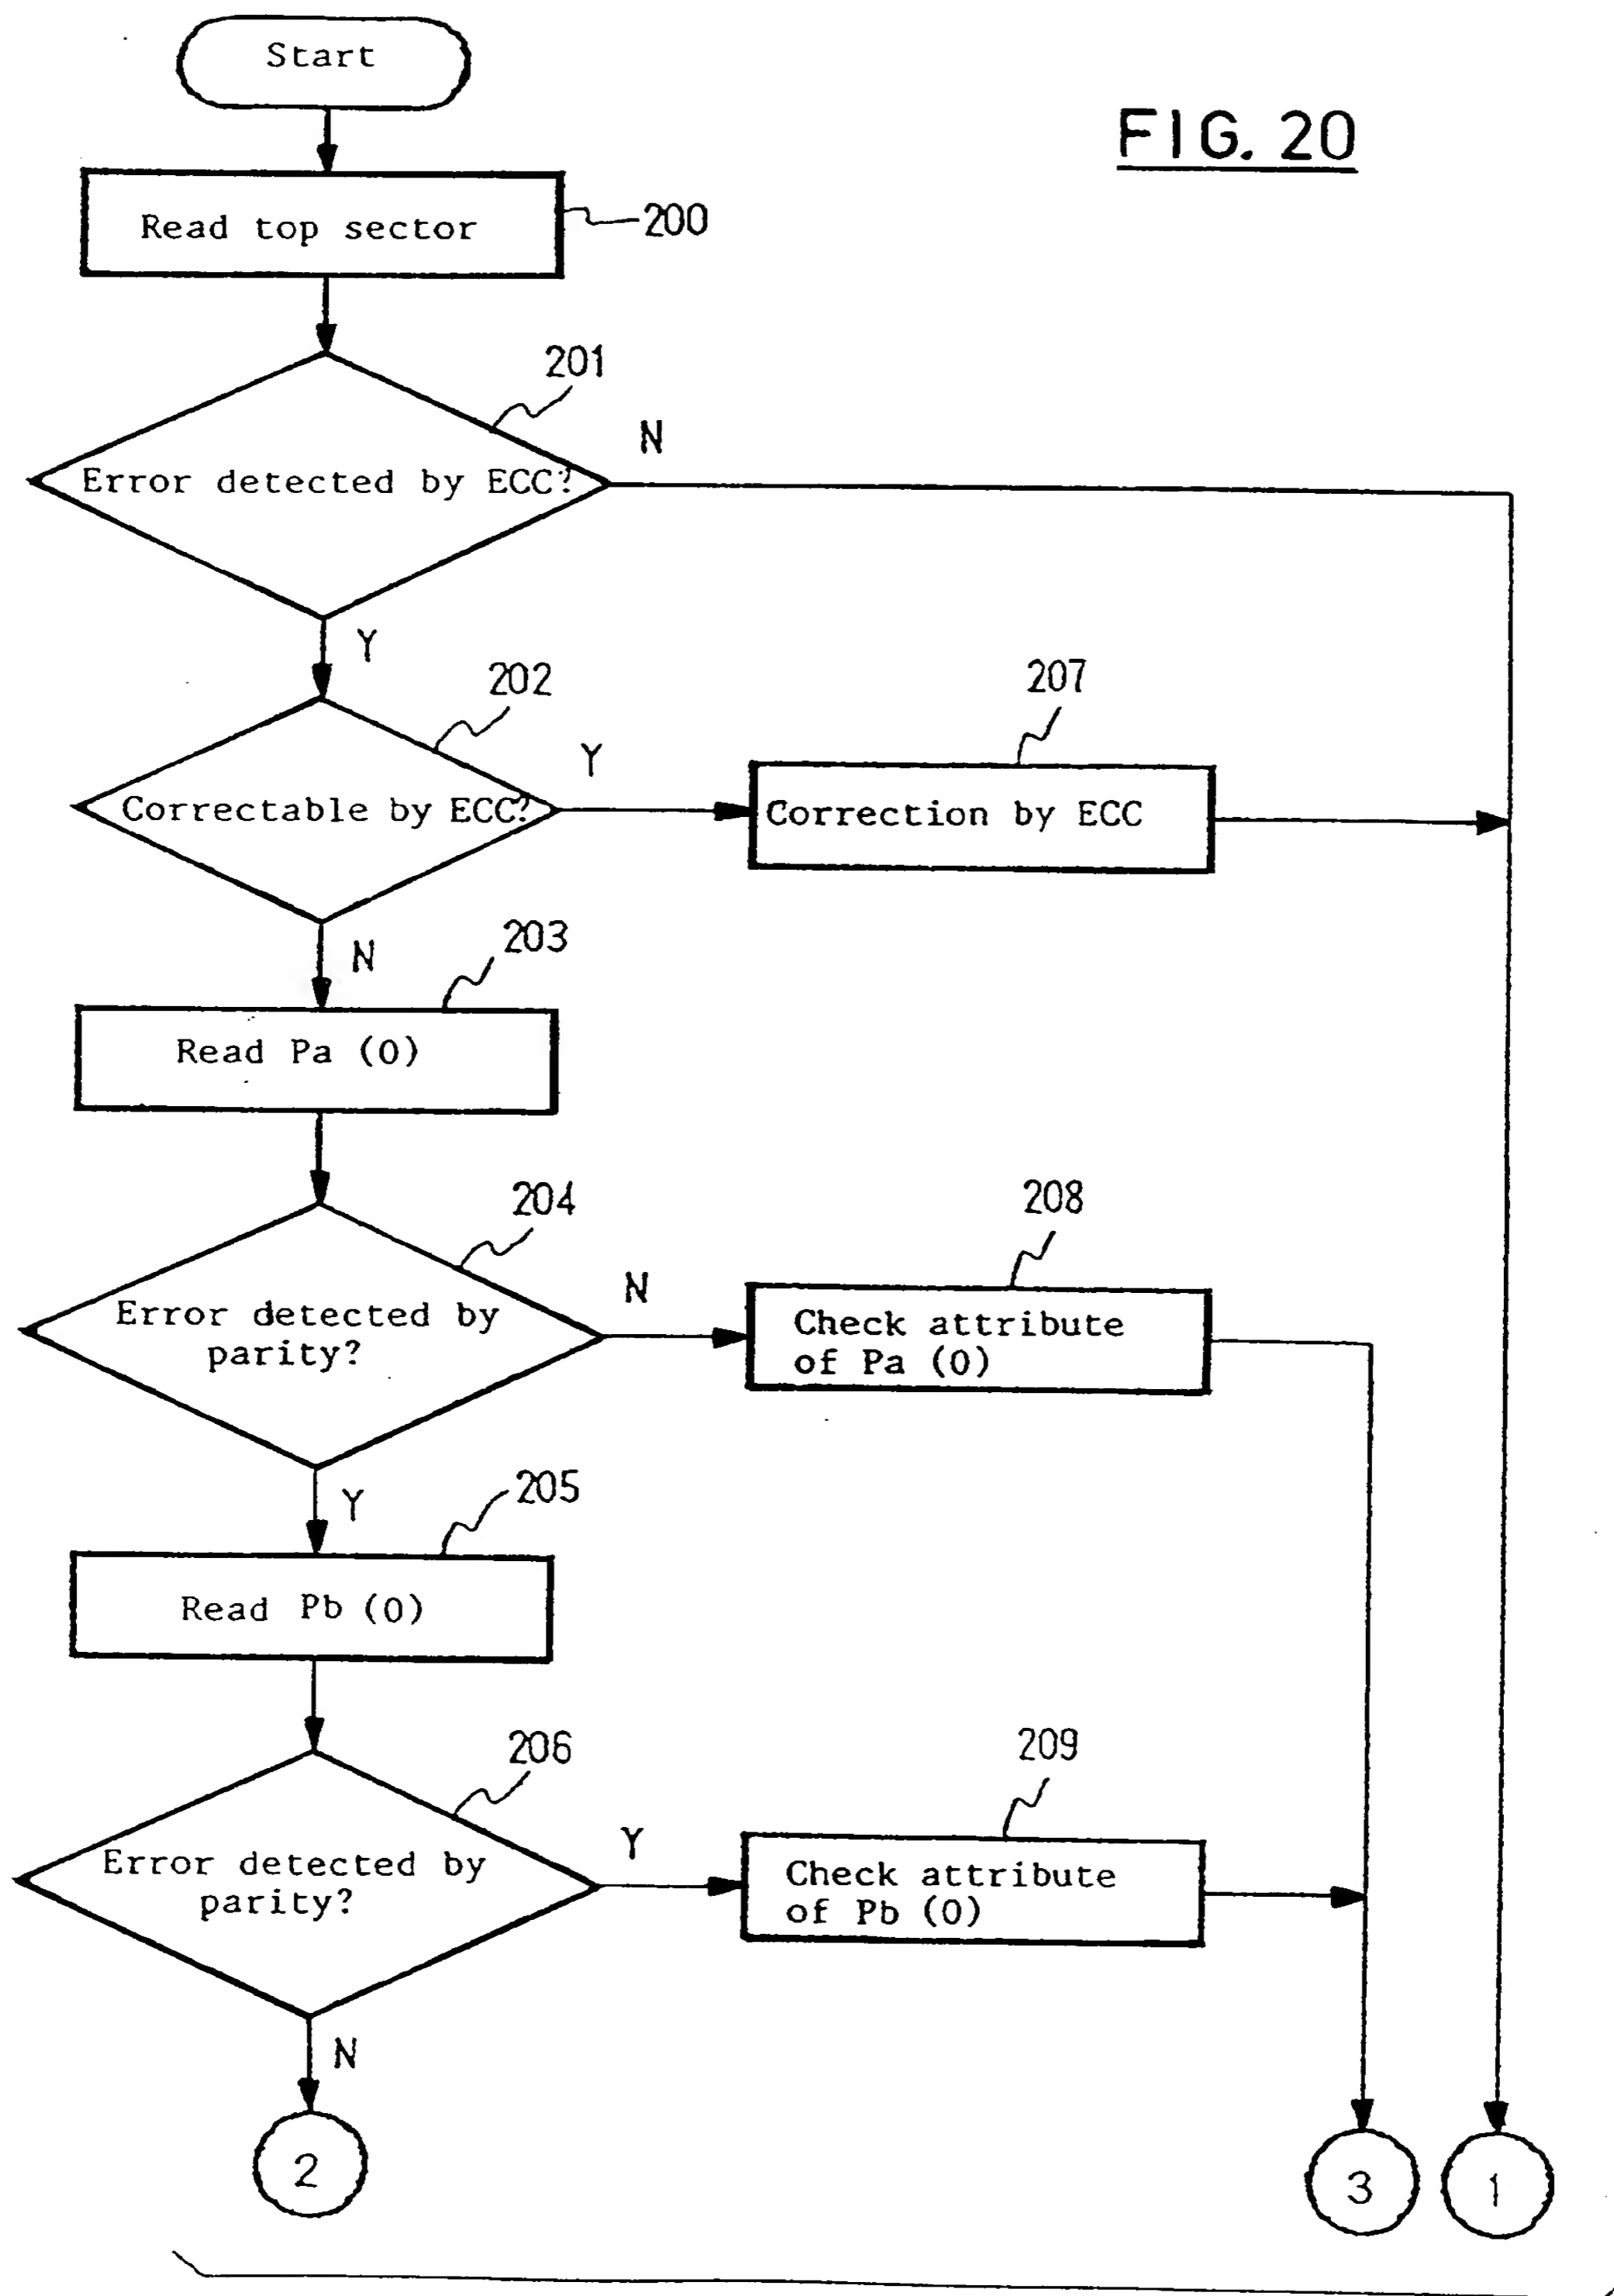 Start
FIG. 20
Read top sector
200
201
N
Error detected by ECC?
Y
202
207
Y
Correctable by ECC?
Correction by ECC
N
203
Read Pa (0)
204
208
N
Error detected by
parity?
Check attribute
of Pa (0)
Y
205
Read Pb (0)
206
209
Y
Error detected by
parity?
Check attribute
of Pb (0)
N
2
3
1